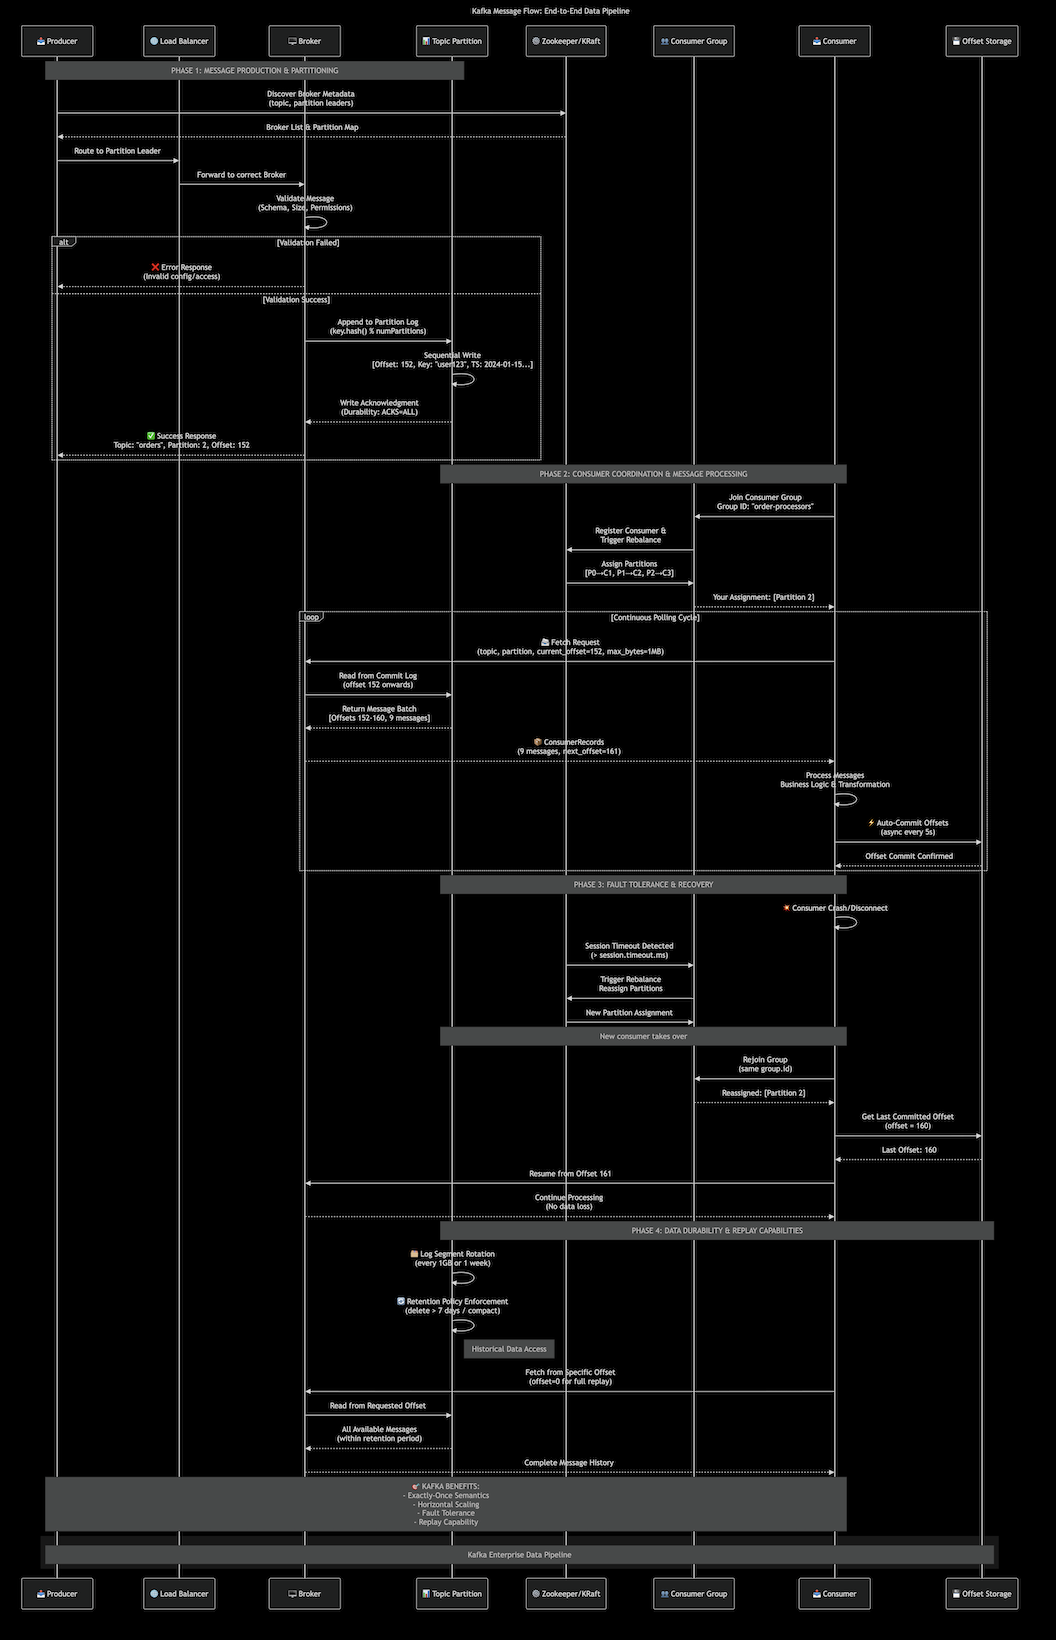 Kafka Message Flow: End-to-End Data Pipeline
📤 Producer
🌐 Load Balancer
🖥️ Broker
📊 Topic Partition
Zookeeper/KRaft
👥 Consumer Group
📥 Consumer
💾 Offset Storage
PHASE 1: MESSAGE PRODUCTION & PARTITIONING
Discover Broker Metadata
(topic, partition leaders)
Broker List & Partition Map
Route to Partition Leader
Forward to correct Broker
Validate Message
(Schema, Size, Permissions)
alt
[Validation Failed]
❌ Error Response
(Invalid config/access)
[Validation Success]
Append to Partition Log
(key.hash() % numPartitions)
Sequential Write
[Offset: 152, Key: "user123", TS: 2024-01-15...]
Write Acknowledgment
(Durability: ACKS=ALL)
✅ Success Response
Topic: "orders", Partition: 2, Offset: 152
PHASE 2: CONSUMER COORDINATION & MESSAGE PROCESSING
Join Consumer Group
Group ID: "order-processors"
Register Consumer &
Trigger Rebalance
Assign Partitions
[P0→C1, P1→C2, P2→C3]
Your Assignment: [Partition 2]
loop
[Continuous Polling Cycle]
Fetch Request
(topic, partition, current_offset=152, max_bytes=1MB)
Read from Commit Log
(offset 152 onwards)
Return Message Batch
[Offsets 152-160, 9 messages]
📦 ConsumerRecords
(9 messages, next_offset=161)
Process Messages
Business Logic & Transformation
⚡ Auto-Commit Offsets
(async every 5s)
Offset Commit Confirmed
PHASE 3: FAULT TOLERANCE & RECOVERY
💥 Consumer Crash/Disconnect
Session Timeout Detected
(> session.timeout.ms)
Trigger Rebalance
Reassign Partitions
New Partition Assignment
New consumer takes over
Rejoin Group
(same group.id)
Reassigned: [Partition 2]
Get Last Committed Offset
(offset = 160)
Last Offset: 160
Resume from Offset 161
Continue Processing
(No data loss)
PHASE 4: DATA DURABILITY & REPLAY CAPABILITIES
Log Segment Rotation
(every 1GB or 1 week)
Retention Policy Enforcement
(delete > 7 days / compact)
Historical Data Access
Fetch from Specific Offset
(offset=0 for full replay)
Read from Requested Offset
All Available Messages
(within retention period)
Complete Message History
🎯 KAFKA BENEFITS:
- Exactly-Once Semantics
- Horizontal Scaling
- Fault Tolerance
- Replay Capability
Kafka Enterprise Data Pipeline
📤 Producer
🌐 Load Balancer
🖥️ Broker
📊 Topic Partition
Zookeeper/KRaft
👥 Consumer Group
📥 Consumer
💾 Offset Storage